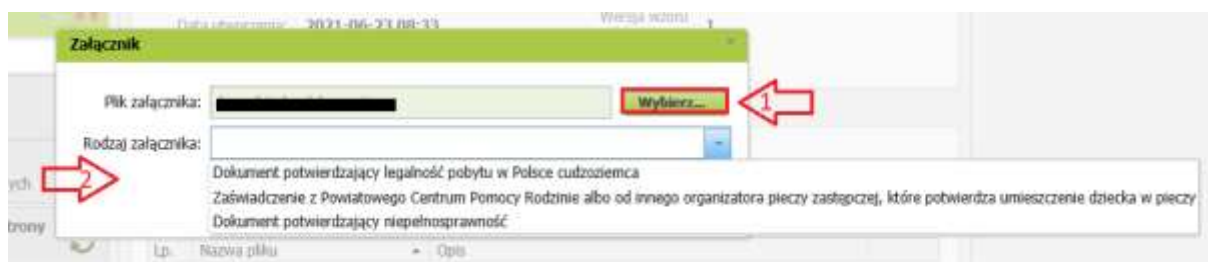 Data utworzenia: 2021-06-23 08:33 Wersja wzoru 1
Załącznik
Plik załącznika: Wybierz... 1
Rodzaj załącznika:
Dokument potwierdzający legalność pobytu w Polsce cudzoziemca
2
ych
Zaświadczenie z Powiatowego Centrum Pomocy Rodzinie albo od innego organizatora pieczy zastępczej, które potwierdza umieszczenie dziecka w pieczy
Dokument potwierdzający niepełnosprawność
trony
Lp. Nazwa pliku Opis